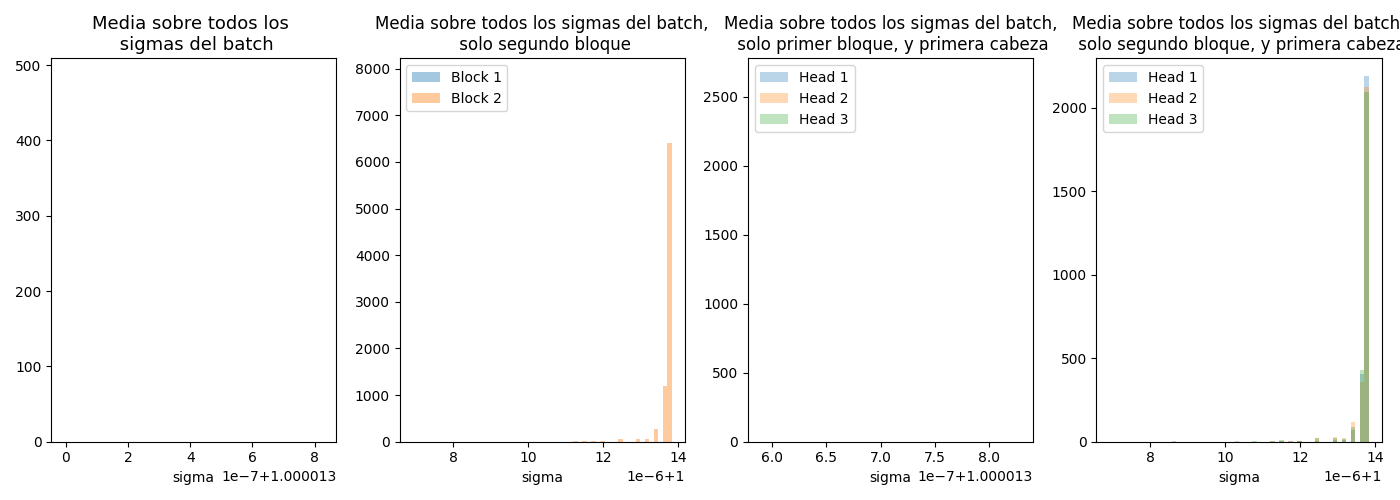 Media sobre todos los
sigmas del batch
500
400
300
200
100
0
0 2 4 6 8
sigma 1e−7+1.000013
Media sobre todos los sigmas del batch,
solo segundo bloque
Block 1
Block 2
8000
7000
6000
5000
4000
3000
2000
1000
0
8 10 12 14
sigma 1e−6+1
Media sobre todos los sigmas del batch,
solo primer bloque, y primera cabeza
Head 1
Head 2
Head 3
2500
2000
1500
1000
500
0
6.0 6.5 7.0 7.5 8.0
sigma 1e−7+1.000013
Media sobre todos los sigmas del batch
solo segundo bloque, y primera cabeza
Head 1
Head 2
Head 3
2000
1500
1000
500
0
8 10 12 14
sigma 1e−6+1